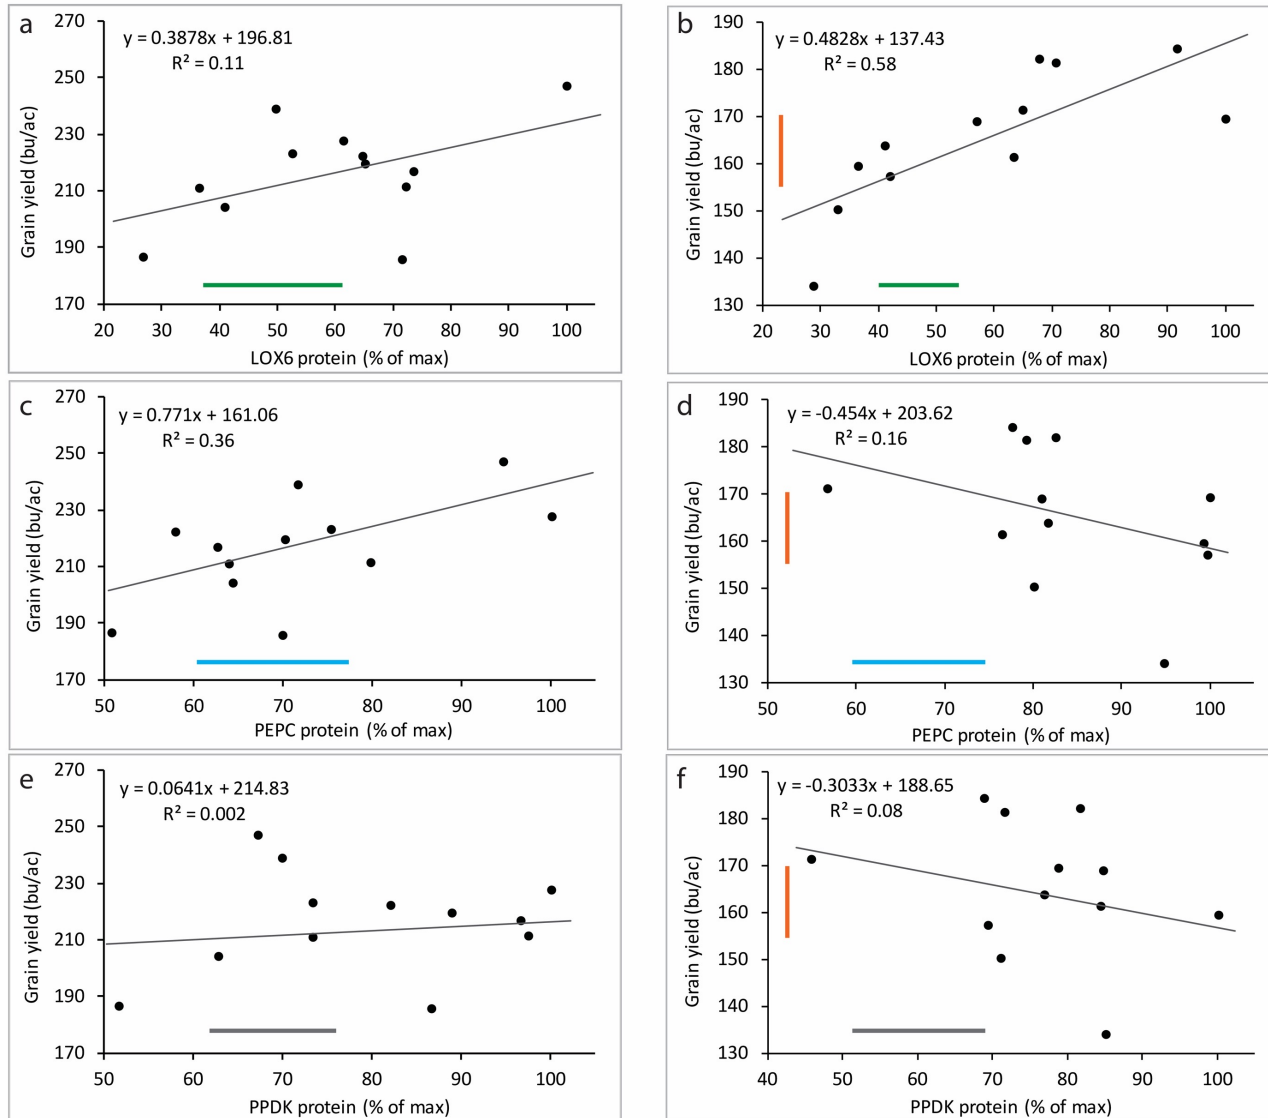 a
y = 0.3878x + 196.81
R² = 0.11
270
250
230
210
190
170
Grain yield (bu/ac)
20 30 40 50 60 70 80 90 100
LOX6 protein (% of max)
b
y = 0.4828x + 137.43
R² = 0.58
190
180
170
160
150
140
130
Grain yield (bu/ac)
20 30 40 50 60 70 80 90 100
LOX6 protein (% of max)
c
y = 0.771x + 161.06
R² = 0.36
270
250
230
210
190
170
Grain yield (bu/ac)
50 60 70 80 90 100
PEPC protein (% of max)
d
y = -0.454x + 203.62
R² = 0.16
190
180
170
160
150
140
130
Grain yield (bu/ac)
50 60 70 80 90 100
PEPC protein (% of max)
e
y = 0.0641x + 214.83
R² = 0.002
270
250
230
210
190
170
Grain yield (bu/ac)
50 60 70 80 90 100
PPDK protein (% of max)
f
y = -0.3033x + 188.65
R² = 0.08
190
180
170
160
150
140
130
Grain yield (bu/ac)
40 50 60 70 80 90 100
PPDK protein (% of max)